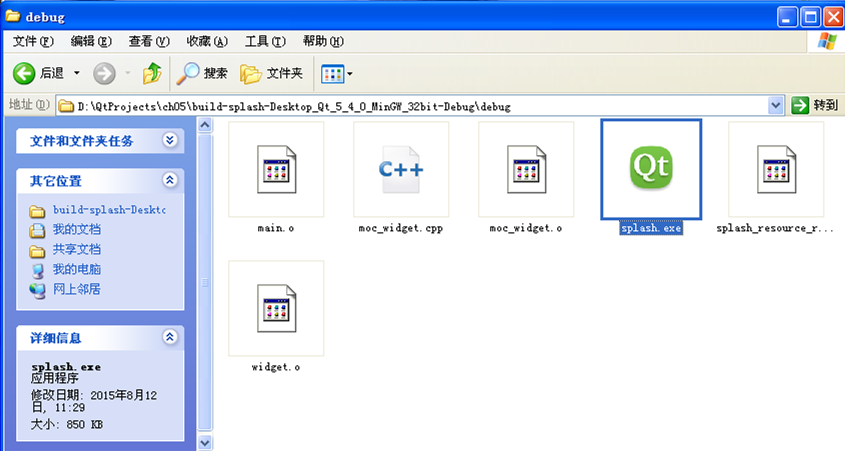 debug
文件(F) 编辑(E) 查看(V) 收藏(A) 工具(T) 帮助(H)
后退 搜索 文件夹
地址(D) D:\QtProjects\ch05\build-splash-Desktop_Qt_5_4_0_MinGW_32bit-Debug\debug 转到
文件和文件夹任务
其它位置
build-splash-Deskto
我的文档
共享文档
我的电脑
网上邻居
详细信息
splash.exe
应用程序
修改日期: 2015年8月12
日, 11:29
大小: 850 KB
C++
Qt
main.o moc_widget.cpp moc_widget.o splash.exe splash_resource_r...
widget.o